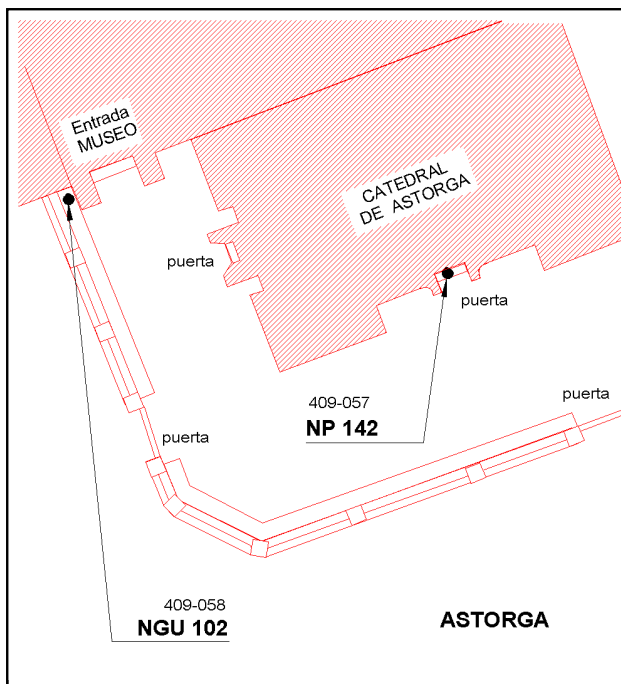 Entrada
MUSEO
CATEDRAL
DE ASTORGA
puerta
puerta
409-057
NP 142
puerta
puerta
409-058
NGU 102
ASTORGA